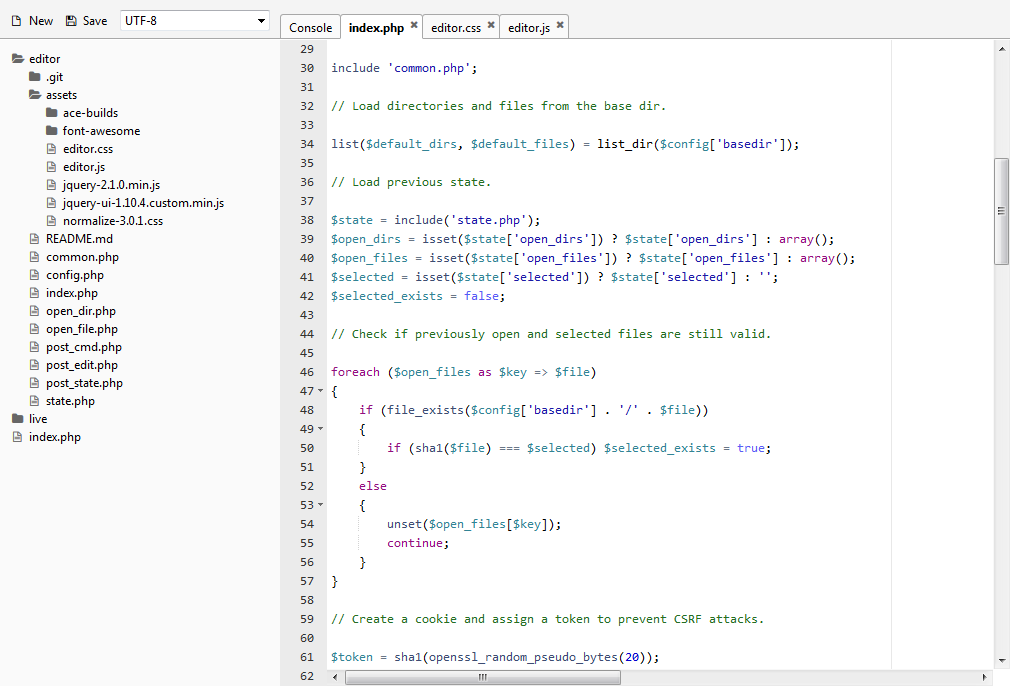 New Save UTF-8 Console index.php editor.css editor.js
editor
.git
assets
ace-builds
font-awesome
editor.css
editor.js
jquery-2.1.0.min.js
jquery-ui-1.10.4.custom.min.js
normalize-3.0.1.css
README.md
common.php
config.php
index.php
open_dir.php
open_file.php
post_cmd.php
post_edit.php
post_state.php
state.php
live
index.php
29
30 include 'common.php';
31
32 // Load directories and files from the base dir.
33
34 list($default_dirs, $default_files) = list_dir($config['basedir']);
35
36 // Load previous state.
37
38 $state = include('state.php');
39 $open_dirs = isset($state['open_dirs']) ? $state['open_dirs'] : array();
40 $open_files = isset($state['open_files']) ? $state['open_files'] : array();
41 $selected = isset($state['selected']) ? $state['selected'] : '';
42 $selected_exists = false;
43
44 // Check if previously open and selected files are still valid.
45
46 foreach ($open_files as $key => $file)
47 {
48     if (file_exists($config['basedir'] . '/' . $file))
49     {
50         if (sha1($file) === $selected) $selected_exists = true;
51     }
52     else
53     {
54         unset($open_files[$key]);
55         continue;
56     }
57 }
58
59 // Create a cookie and assign a token to prevent CSRF attacks.
60
61 $token = sha1(openssl_random_pseudo_bytes(20));
62